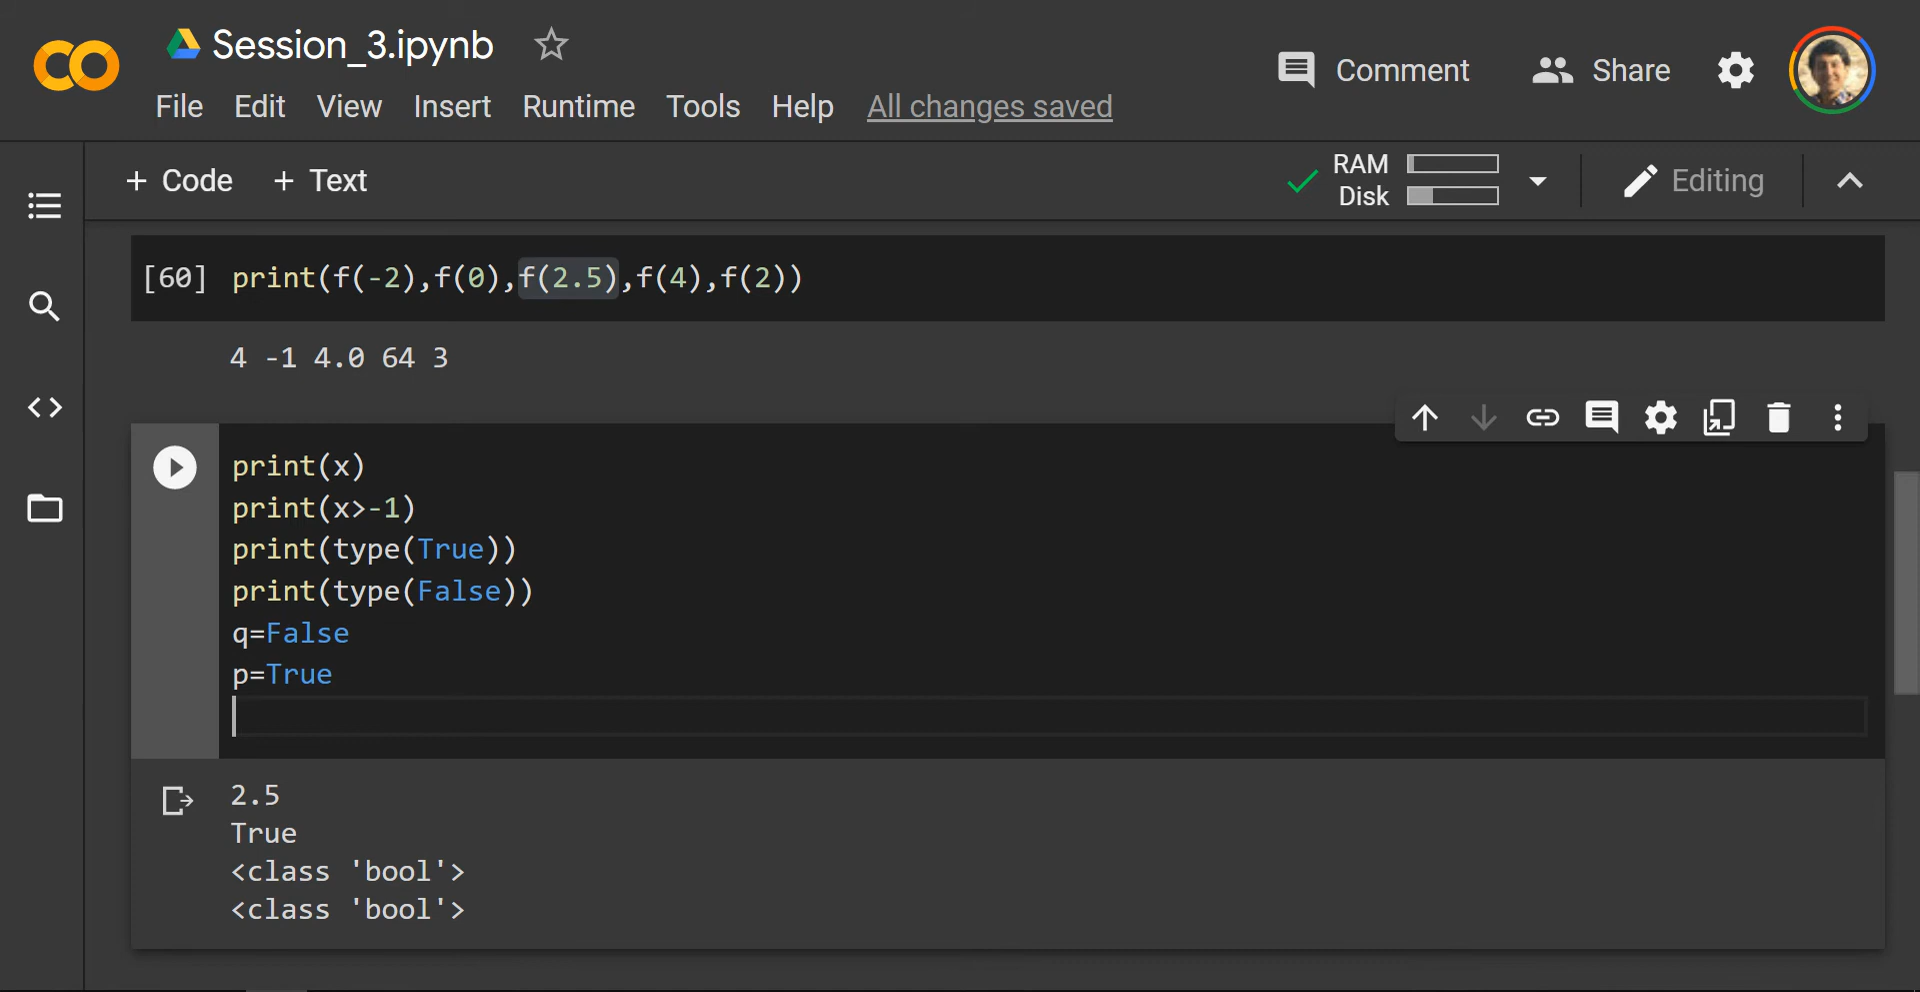 Session_3.ipynb
Comment
Share
File Edit View Insert Runtime Tools Help All changes saved
+ Code + Text
RAM
Disk
Editing
[60] print(f(-2),f(0),f(2.5),f(4),f(2))
4 -1 4.0 64 3
print(x)
print(x>-1)
print(type(True))
print(type(False))
q=False
p=True
2.5
True
<class 'bool'>
<class 'bool'>